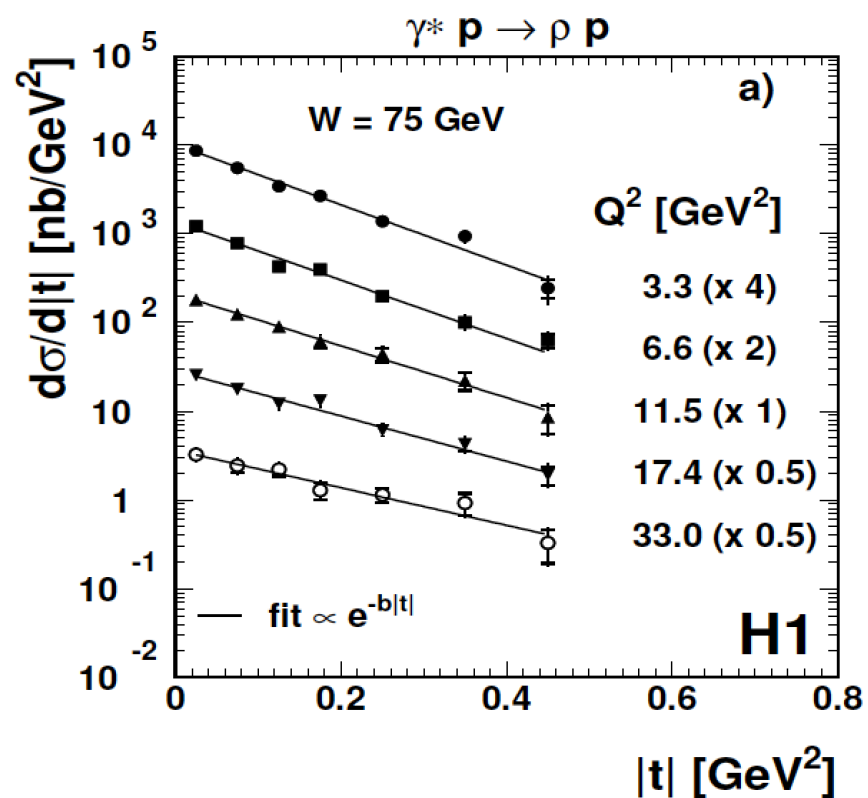 γ* p → ρ p
a)
W = 75 GeV
dσ/d|t| [nb/GeV²]
10⁵
10⁴
10³
10²
10
1
10⁻¹
10⁻²
Q² [GeV²]
3.3 (x 4)
6.6 (x 2)
11.5 (x 1)
17.4 (x 0.5)
33.0 (x 0.5)
fit ∝ e^-b|t|
H1
0 0.2 0.4 0.6 0.8
|t| [GeV²]